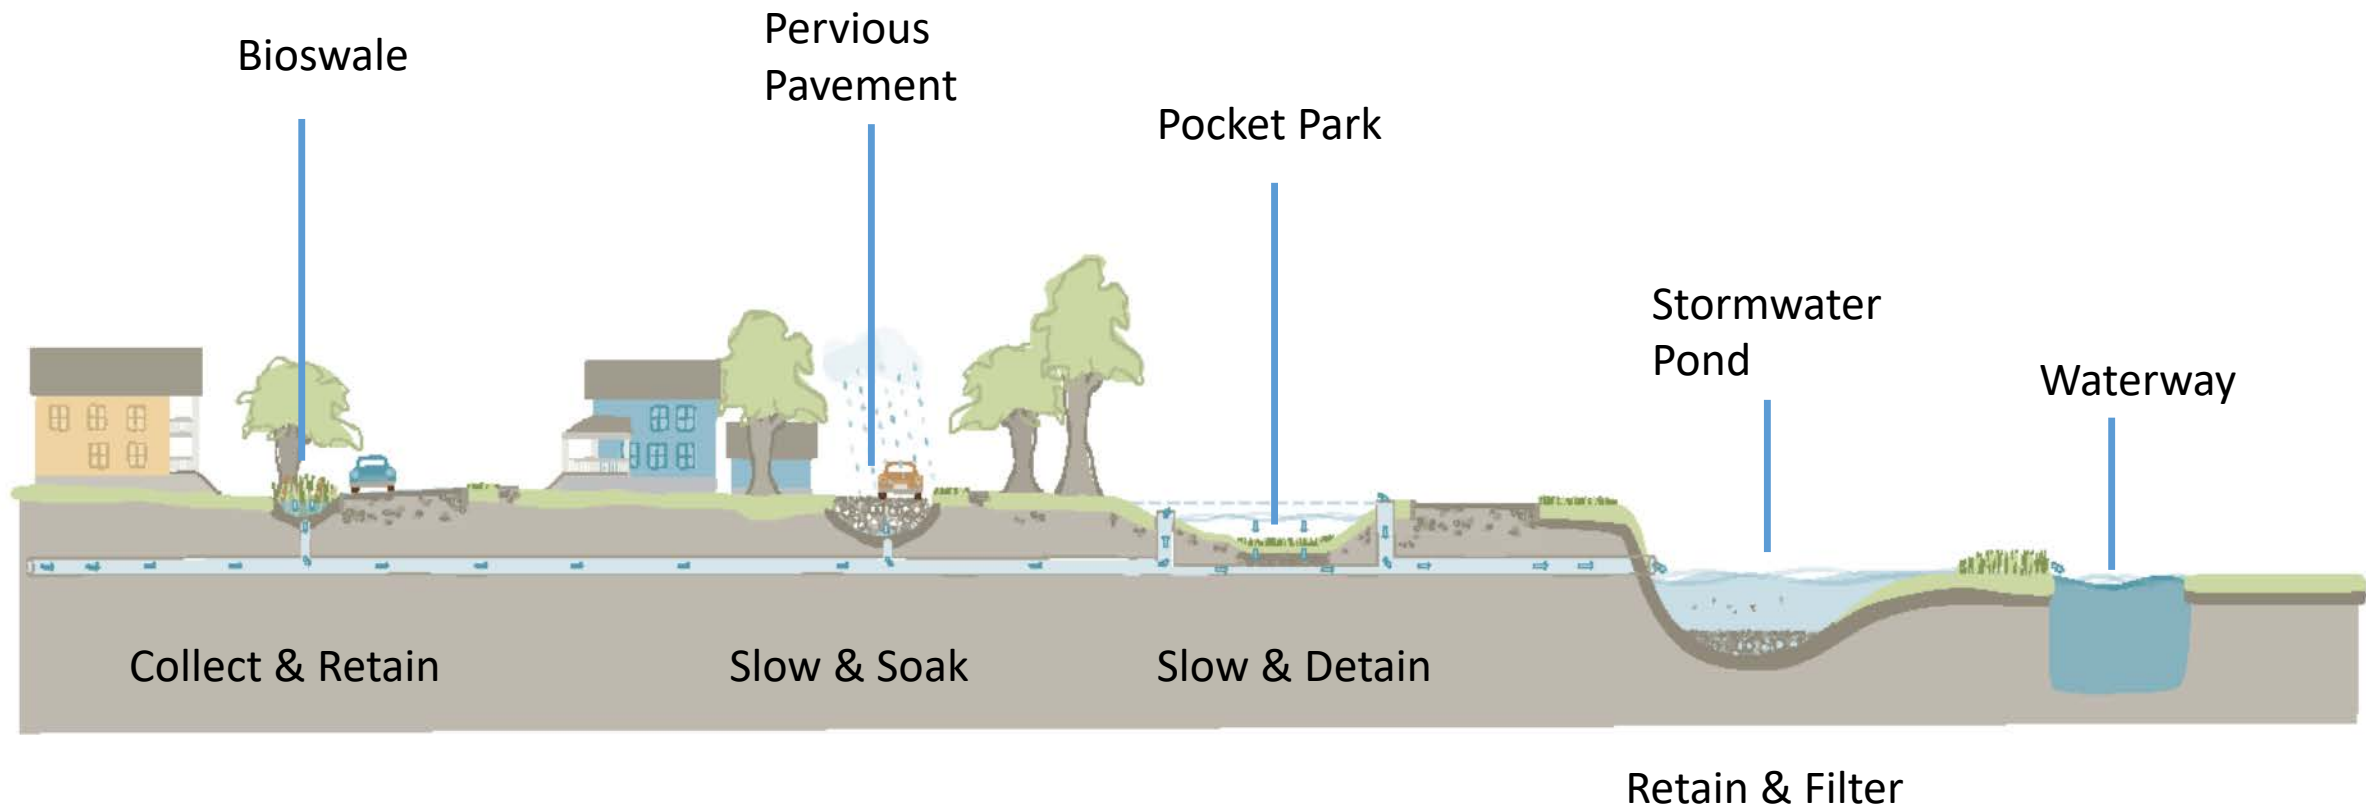 Bioswale
Pervious
Pavement
Pocket Park
Stormwater
Pond
Waterway
Collect & Retain
Slow & Soak
Slow & Detain
Retain & Filter